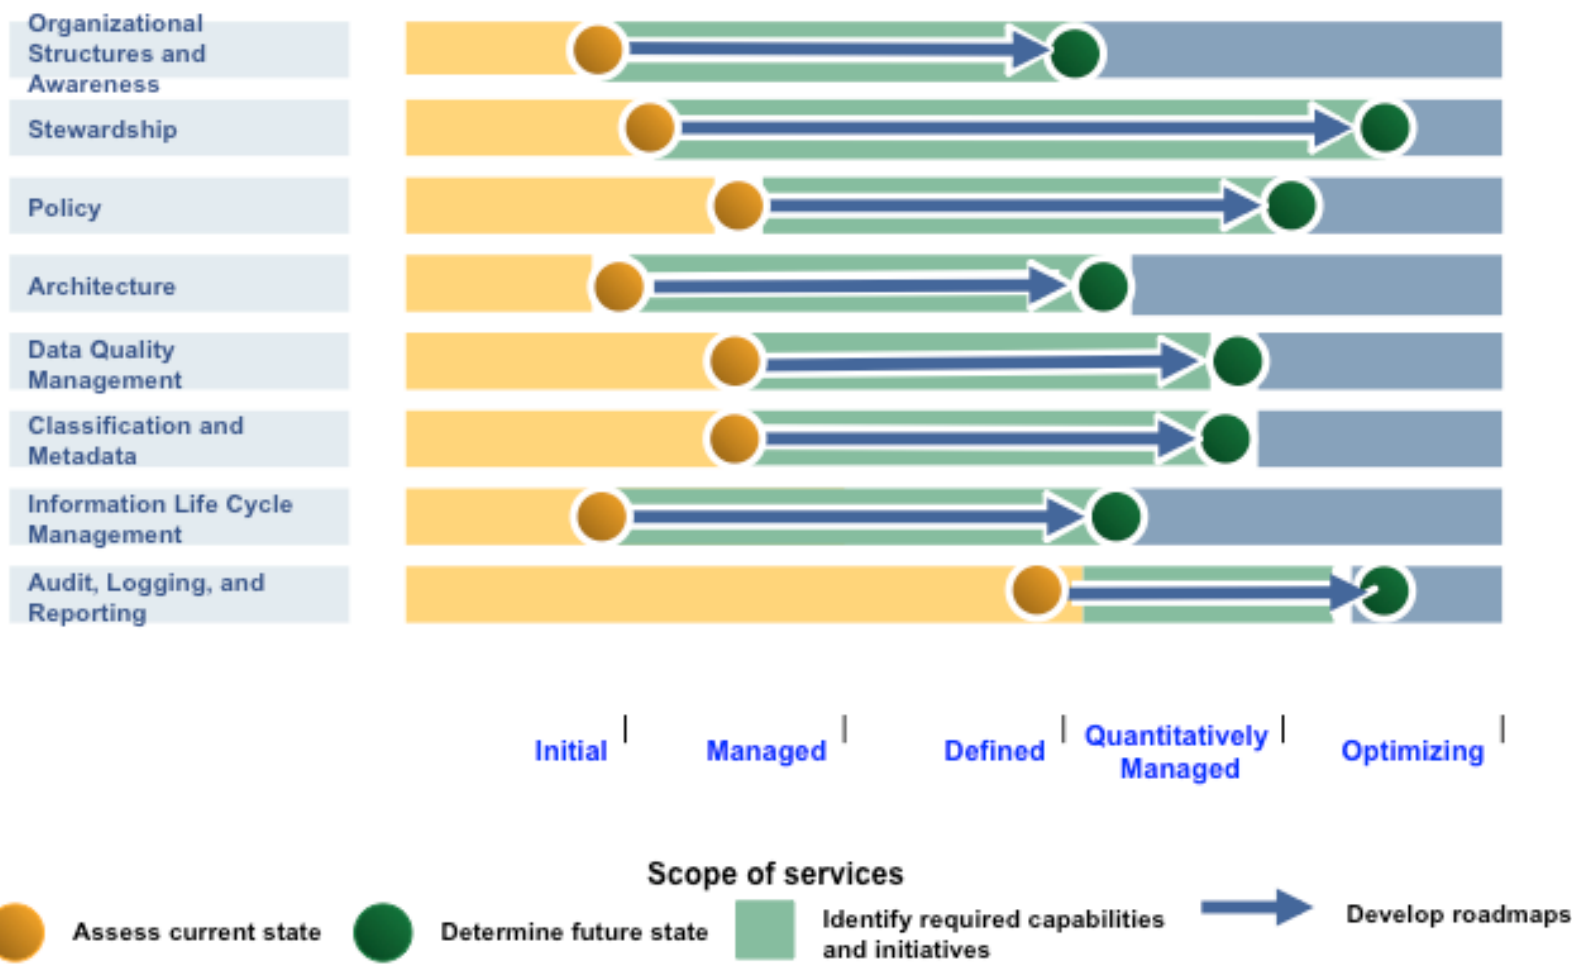 Organizational
Structures and
Awareness
Stewardship
Policy
Architecture
Data Quality
Management
Classification and
Metadata
Information Life Cycle
Management
Audit, Logging, and
Reporting
Initial
Managed
Defined
Quantitatively
Managed
Optimizing
Scope of services
Assess current state
Determine future state
Identify required capabilities
and initiatives
Develop roadmaps